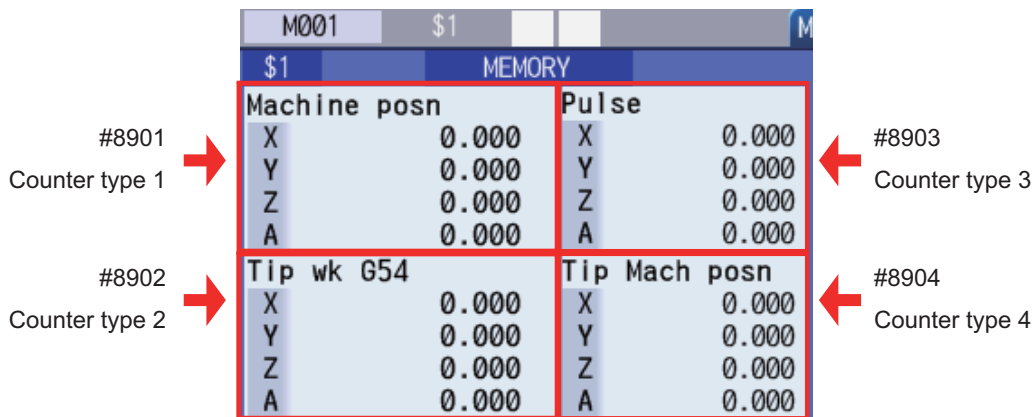 MØØ1 $1 M
$1 MEMORY
Machine posn
X 0.000
Y 0.000
Z 0.000
A 0.000
Pulse
X 0.000
Y 0.000
Z 0.000
A 0.000
Tip wk G54
X 0.000
Y 0.000
Z 0.000
A 0.000
Tip Mach posn
X 0.000
Y 0.000
Z 0.000
A 0.000
#8901
Counter type 1
#8902
Counter type 2
#8903
Counter type 3
#8904
Counter type 4